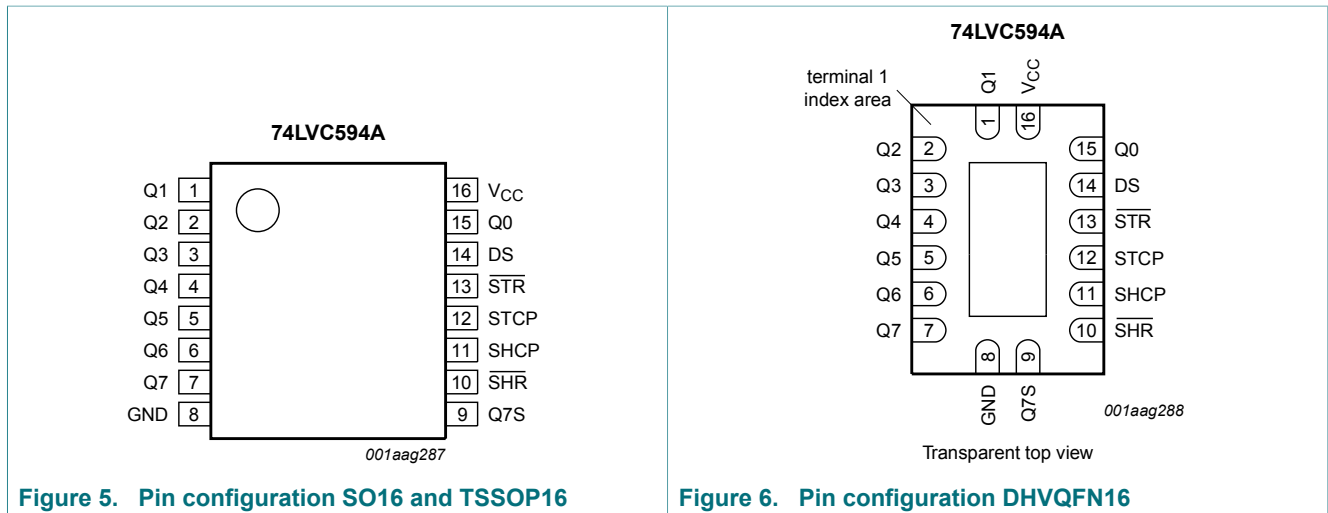 74LVC594A
Q1 1
Q2 2
Q3 3
Q4 4
Q5 5
Q6 6
Q7 7
GND 8
16 VCC
15 Q0
14 DS
13 STR
12 STCP
11 SHCP
10 SHR
9 Q7S
001aag287
Figure 5. Pin configuration SO16 and TSSOP16
74LVC594A
terminal 1
index area
Q1
VCC
1
16
Q2 2
Q3 3
Q4 4
Q5 5
Q6 6
Q7 7
15 Q0
14 DS
13 STR
12 STCP
11 SHCP
10 SHR
8
9
GND
Q7S
001aag288
Transparent top view
Figure 6. Pin configuration DHVQFN16